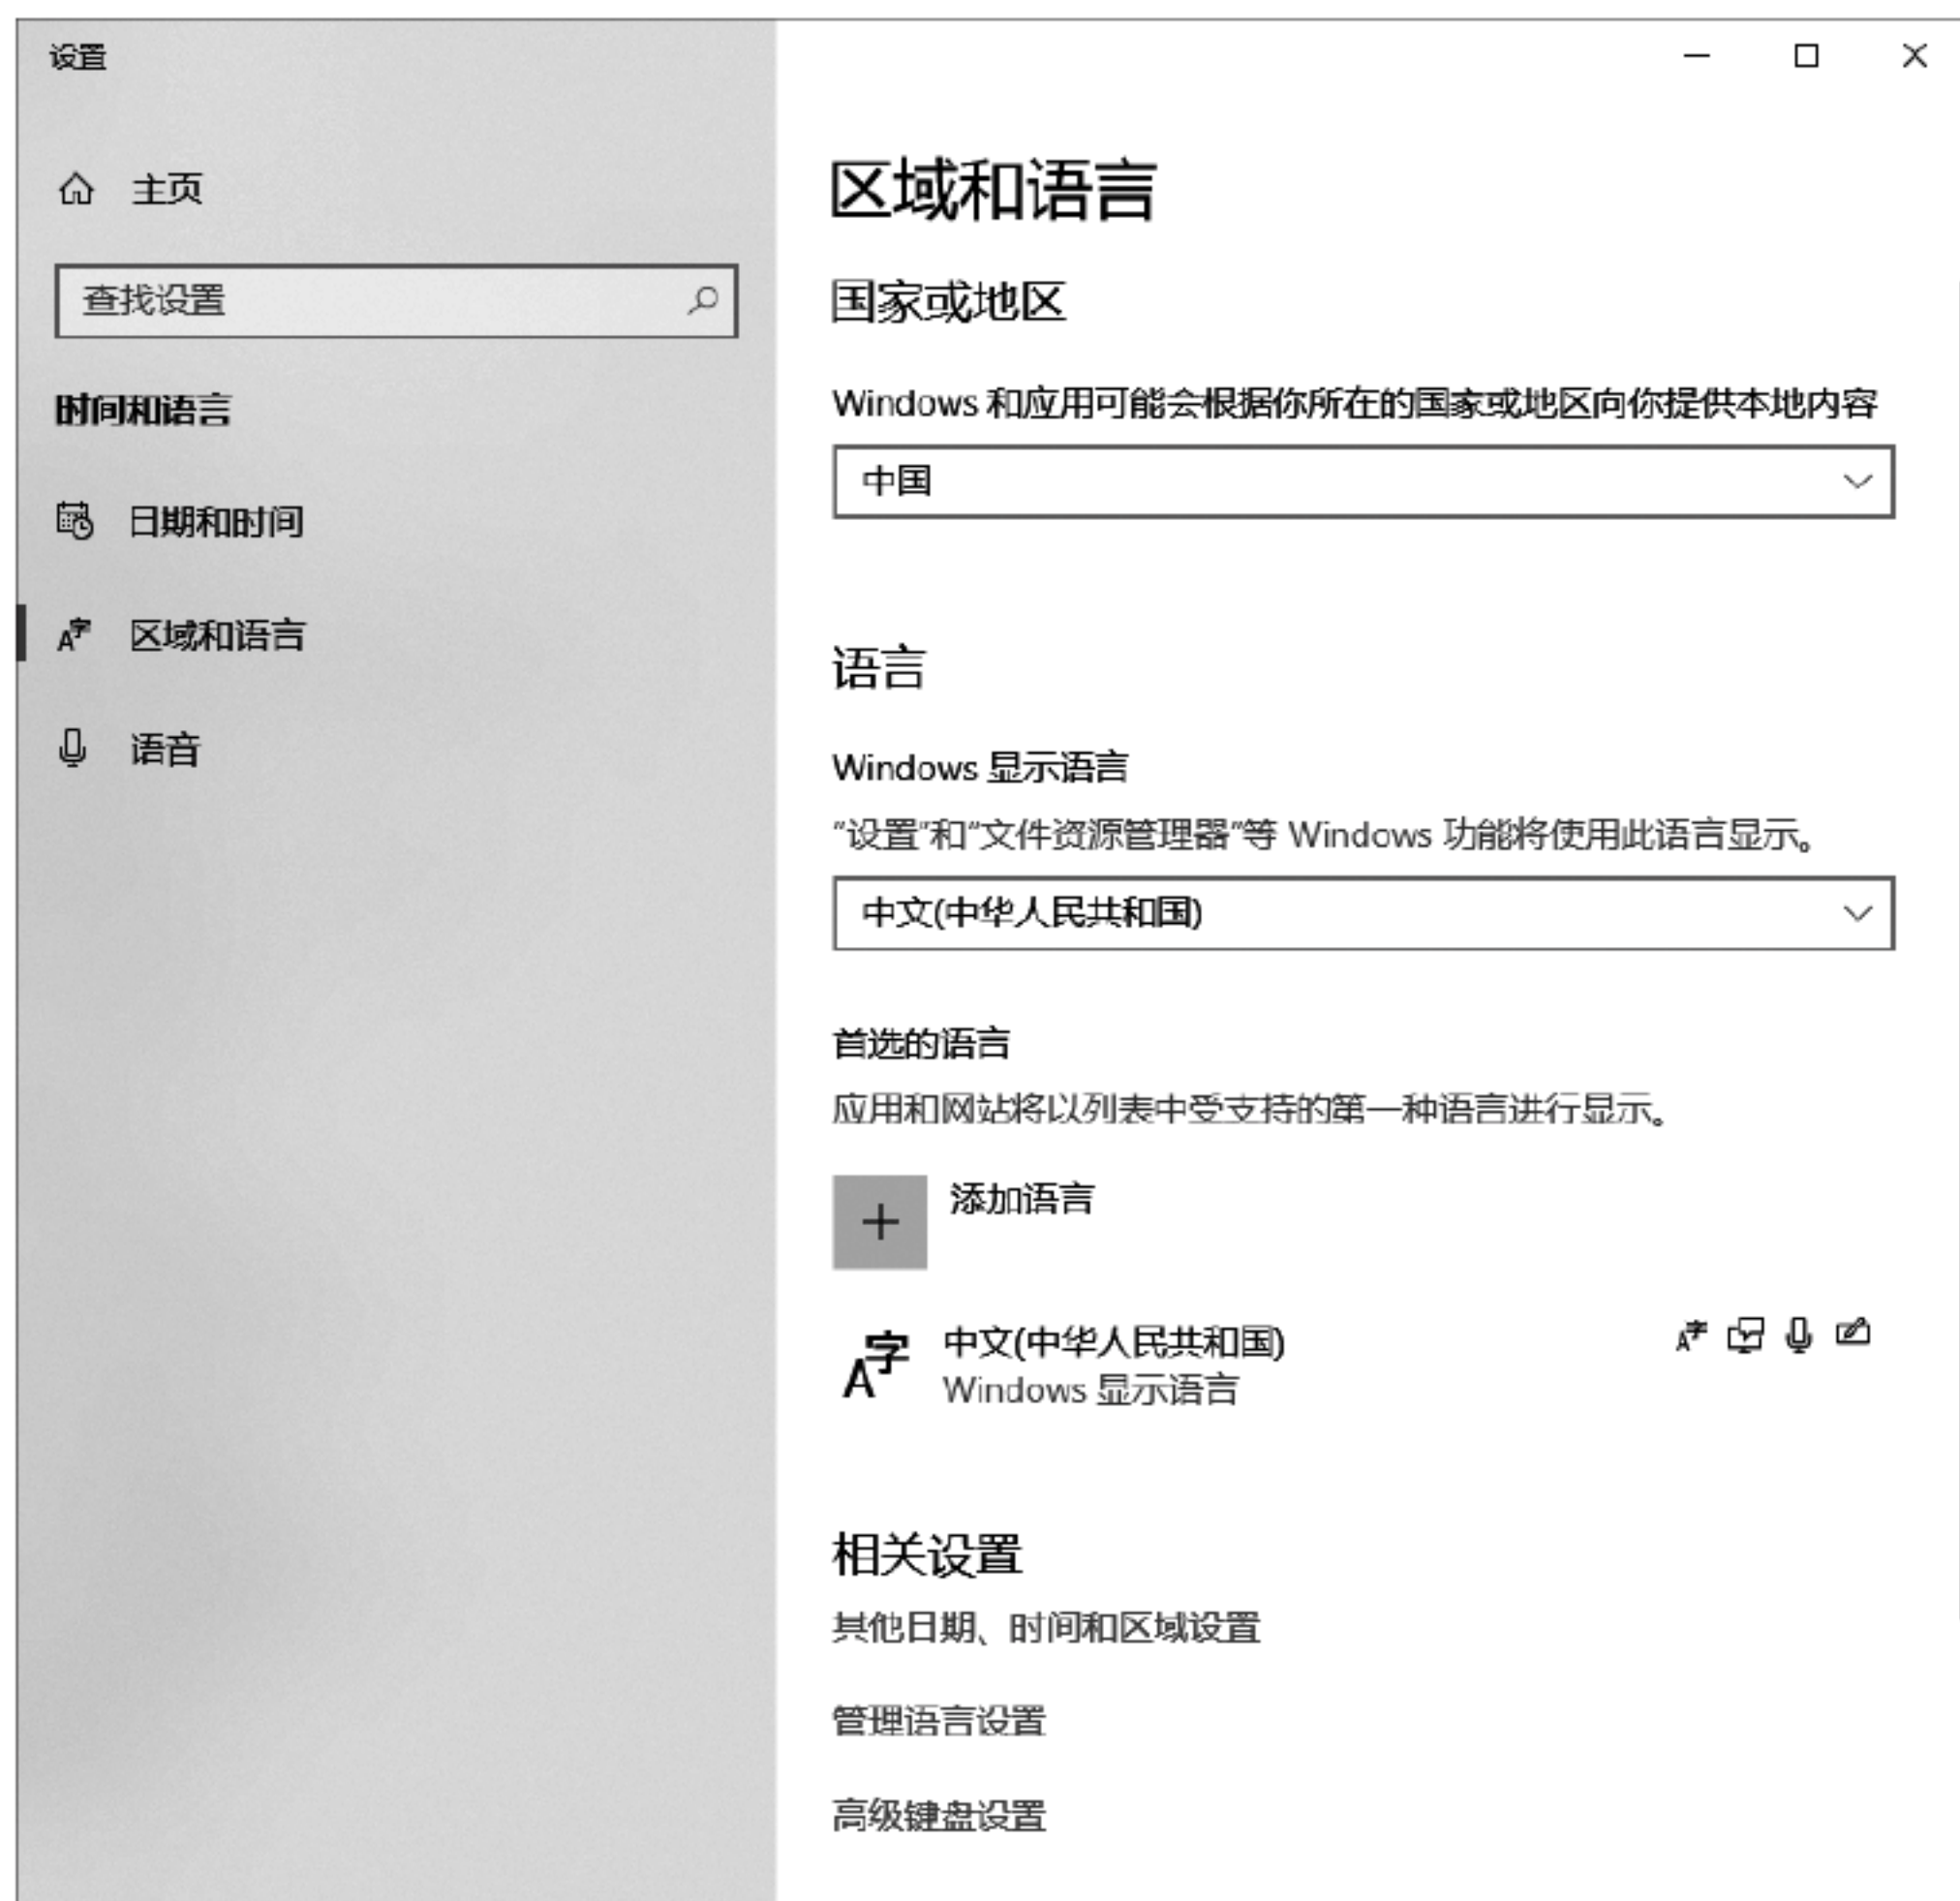 设置
主页
查找设置
时间和语言
日期和时间
区域和语言
语音
区域和语言
国家或地区
Windows 和应用可能会根据你所在的国家或地区向你提供本地内容
中国
语言
Windows 显示语言
“设置”和“文件资源管理器”等 Windows 功能将使用此语言显示。
中文(中华人民共和国)
首选的语言
应用和网站将以列表中受支持的第一种语言进行显示。
添加语言
中文(中华人民共和国)
Windows 显示语言
相关设置
其他日期、时间和区域设置
管理语言设置
高级键盘设置